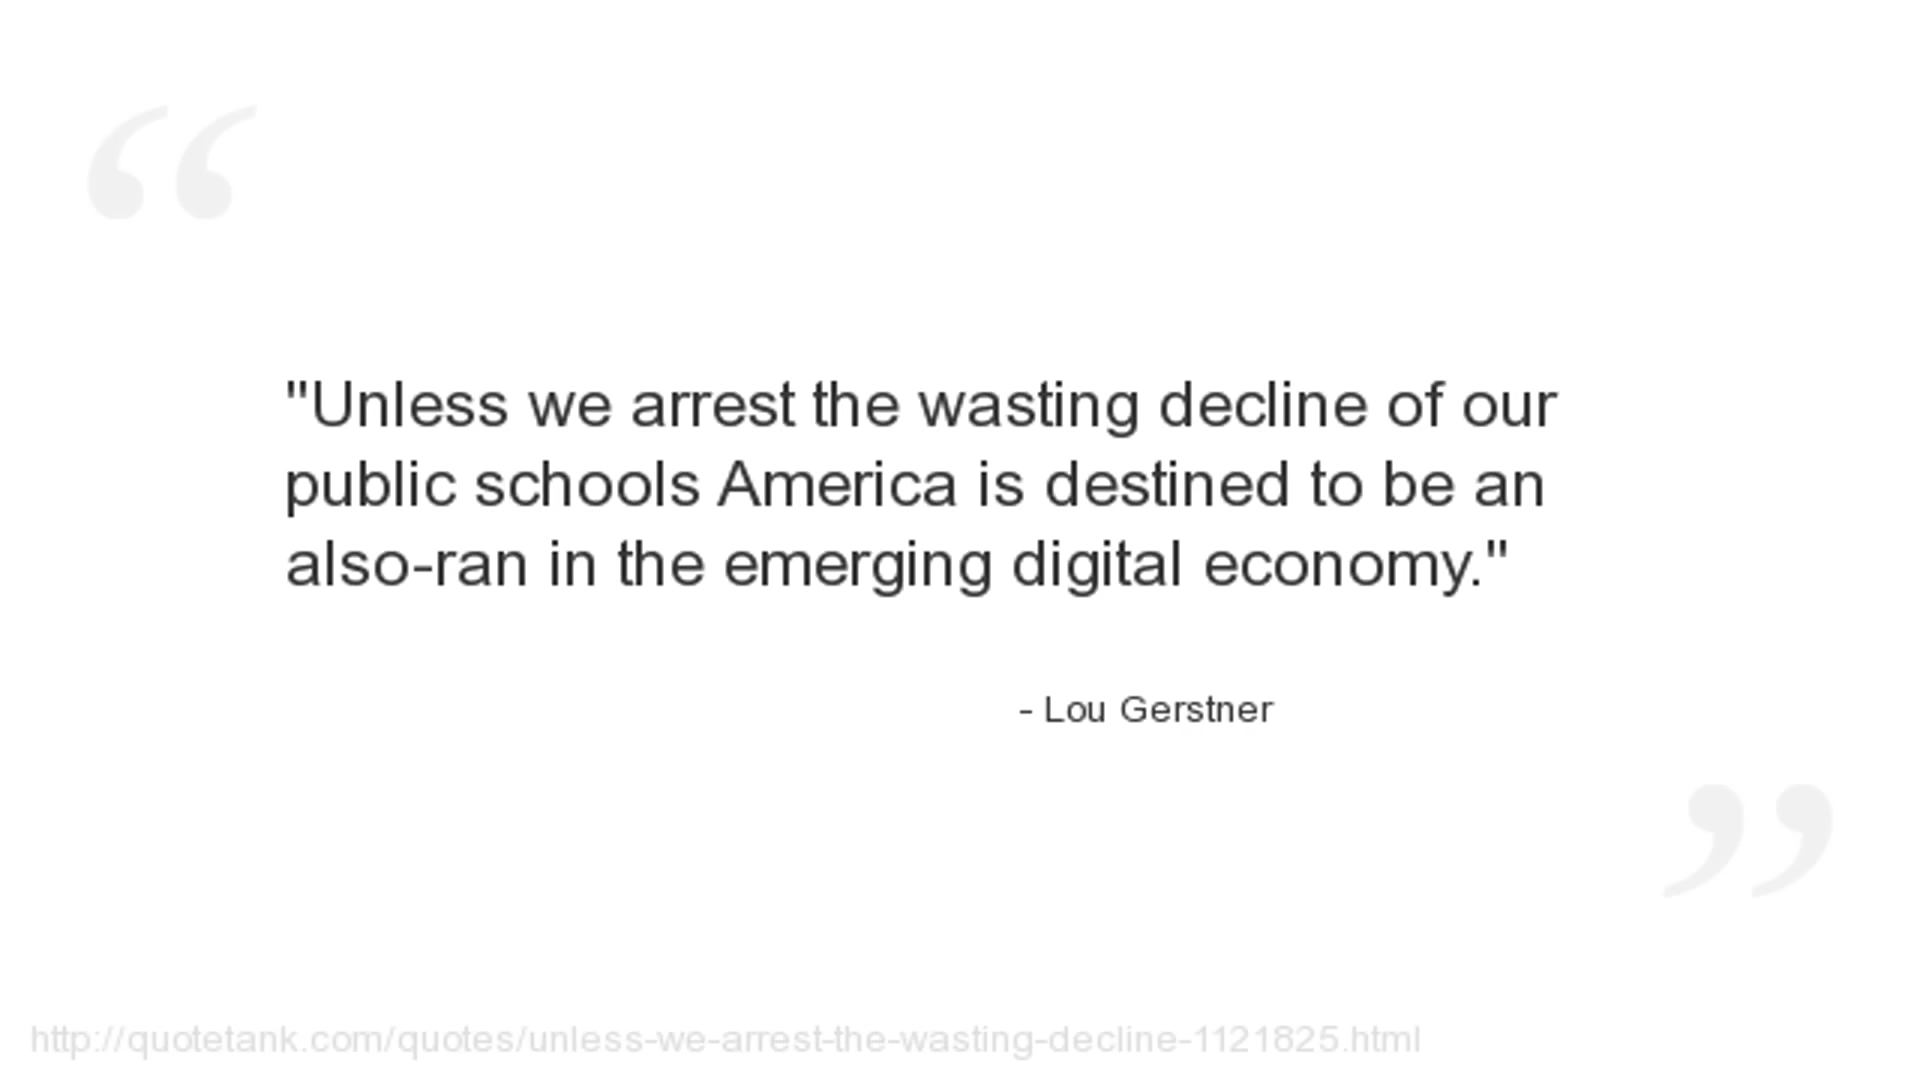 "Unless we arrest the wasting decline of our
public schools America is destined to be an
also-ran in the emerging digital economy."
- Lou Gerstner
http://quotetank.com/quotes/unless-we-arrest-the-wasting-decline-1121825.html